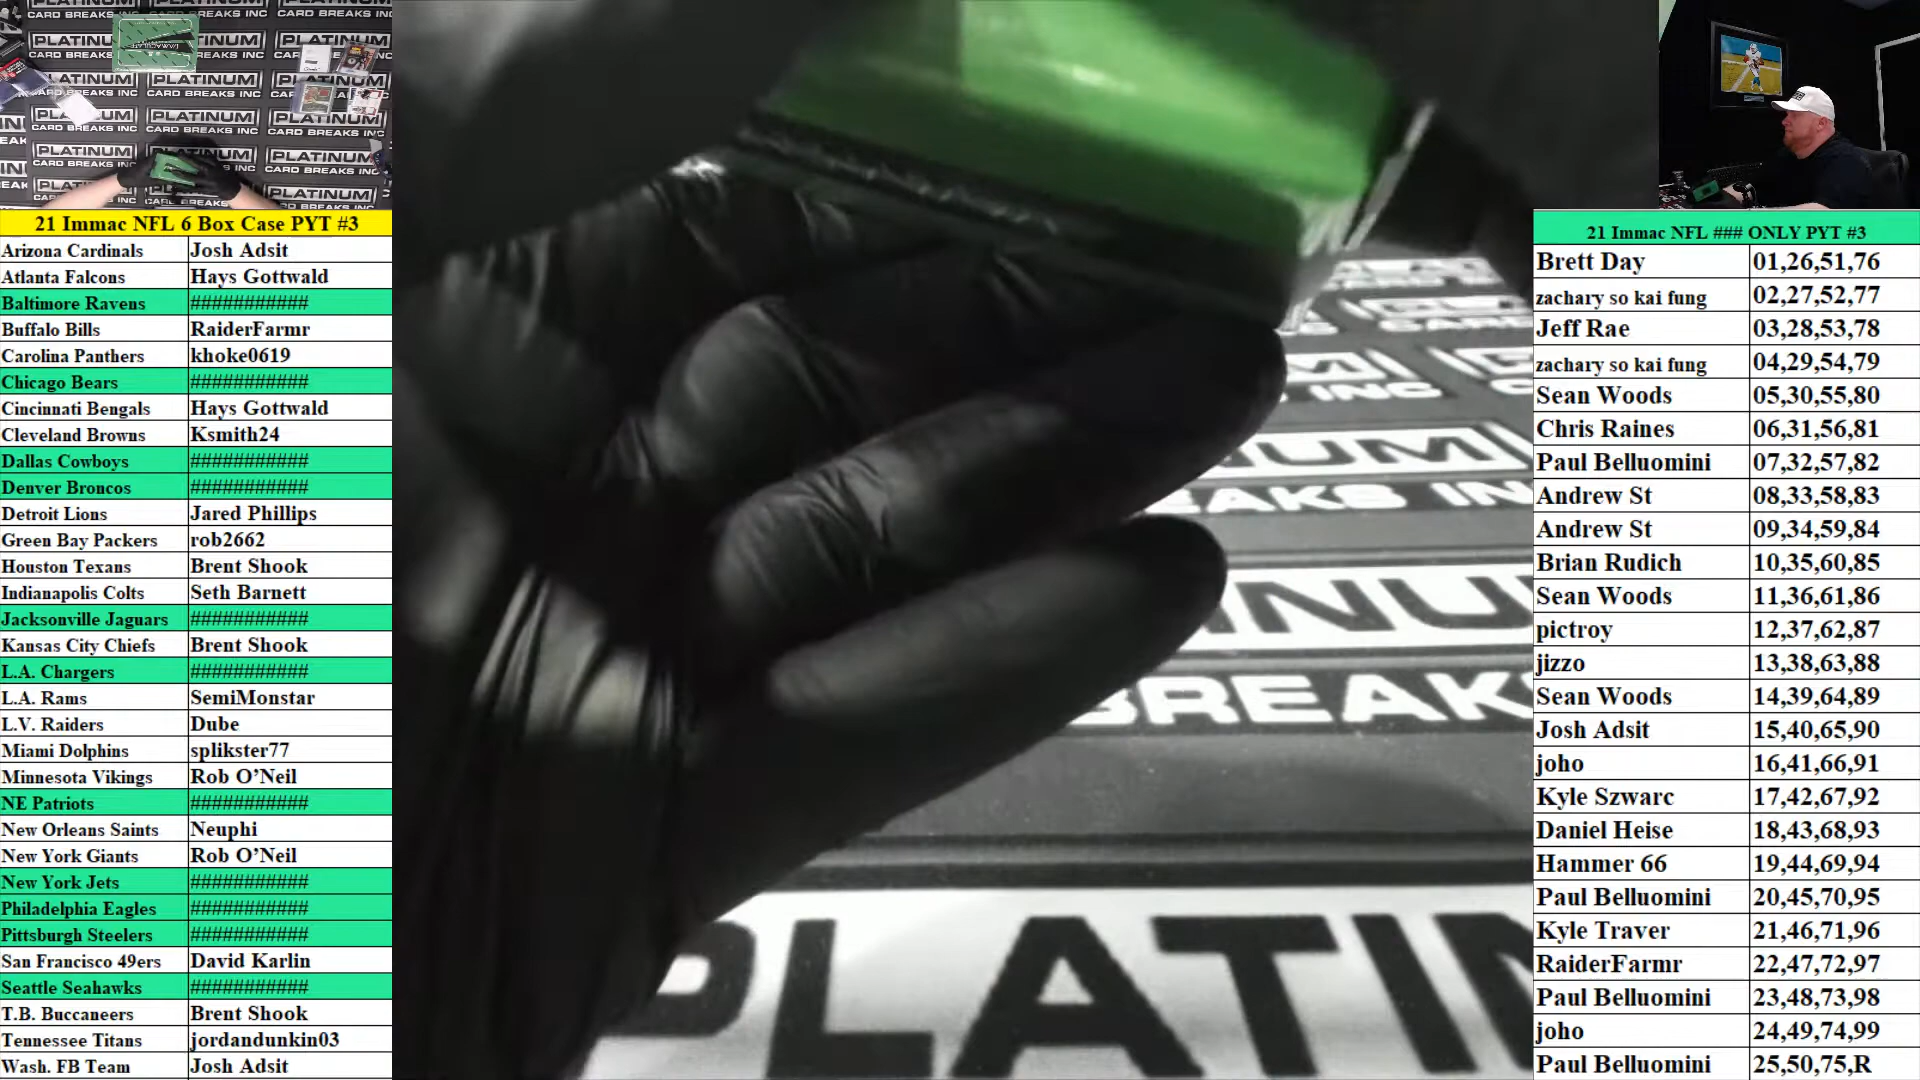 21 Immac NFL 6 Box Case PYT #3
Arizona Cardinals Josh Adsit
Atlanta Falcons Hays Gottwald
Baltimore Ravens ###########
Buffalo Bills RaiderFarmr
Carolina Panthers khoke0619
Chicago Bears ###########
Cincinnati Bengals Hays Gottwald
Cleveland Browns Ksmith24
Dallas Cowboys ###########
Denver Broncos ###########
Detroit Lions Jared Phillips
Green Bay Packers rob2662
Houston Texans Brent Shook
Indianapolis Colts Seth Barnett
Jacksonville Jaguars ###########
Kansas City Chiefs Brent Shook
L.A. Chargers ###########
L.A. Rams SemiMonstar
L.V. Raiders Dube
Miami Dolphins splikster77
Minnesota Vikings Rob O’Neil
NE Patriots ###########
New Orleans Saints Neuphi
New York Giants Rob O’Neil
New York Jets ###########
Philadelphia Eagles ###########
Pittsburgh Steelers ###########
San Francisco 49ers David Karlin
Seattle Seahawks ###########
T.B. Buccaneers Brent Shook
Tennessee Titans jordandunkin03
Wash. FB Team Josh Adsit
PLATINUM PLATINUM PLATINUM
CARD BREAKS INC CARD BREAKS INC CARD BREAKS INC
BREAKS
PLATIN
21 Immac NFL ### ONLY PYT #3
Brett Day 01,26,51,76
zachary so kai fung 02,27,52,77
Jeff Rae 03,28,53,78
zachary so kai fung 04,29,54,79
Sean Woods 05,30,55,80
Chris Raines 06,31,56,81
Paul Belluomini 07,32,57,82
Andrew St 08,33,58,83
Andrew St 09,34,59,84
Brian Rudich 10,35,60,85
Sean Woods 11,36,61,86
pictroy 12,37,62,87
jizzo 13,38,63,88
Sean Woods 14,39,64,89
Josh Adsit 15,40,65,90
joho 16,41,66,91
Kyle Szwarc 17,42,67,92
Daniel Heise 18,43,68,93
Hammer 66 19,44,69,94
Paul Belluomini 20,45,70,95
Kyle Traver 21,46,71,96
RaiderFarmr 22,47,72,97
Paul Belluomini 23,48,73,98
joho 24,49,74,99
Paul Belluomini 25,50,75,R